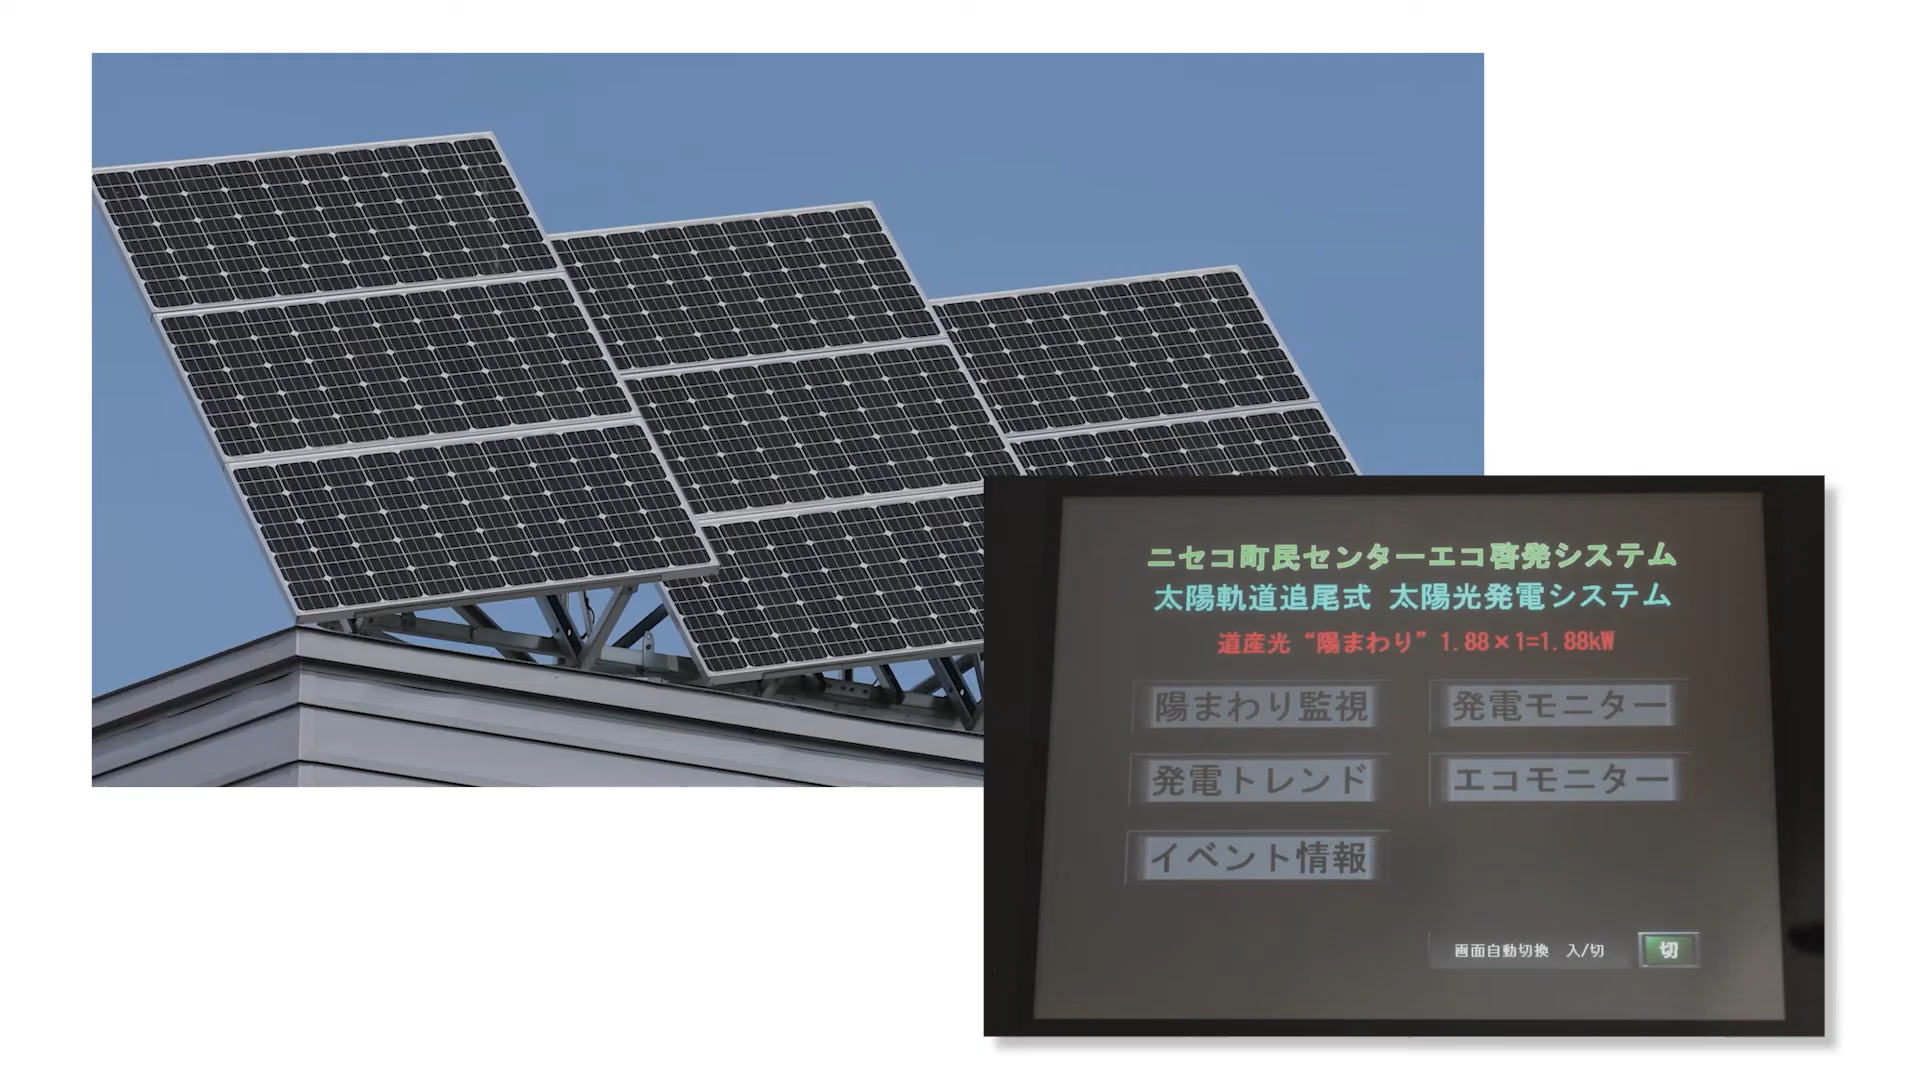 ニセコ町民センターエコ啓発システム
太陽軌道追尾式 太陽光発電システム
道産光“陽まわり”1.88×1=1.88kW
陽まわり監視 発電モニター
発電トレンド エコモニター
イベント情報
画面自動切換 入/切 切